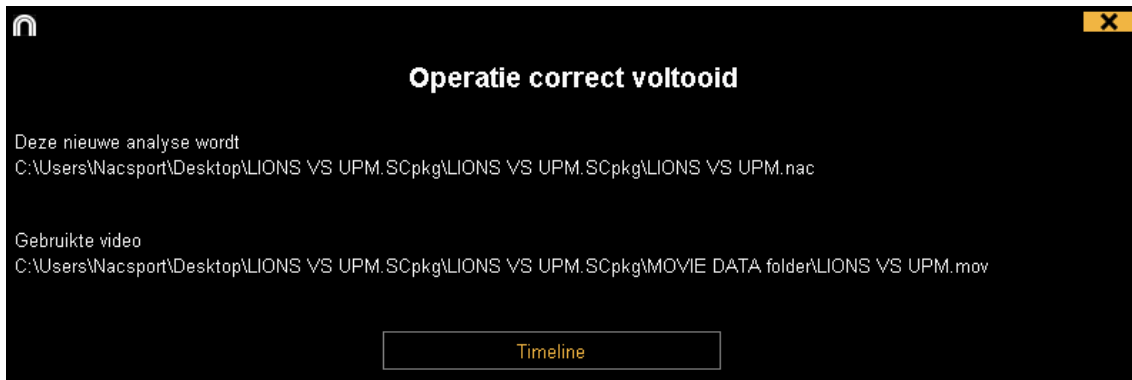 Operatie correct voltooid
Deze nieuwe analyse wordt
C:\Users\Nacsport\Desktop\LIONS VS UPM.SCpkg\LIONS VS UPM.SCpkg\LIONS VS UPM.nac
Gebruikte video
C:\Users\Nacsport\Desktop\LIONS VS UPM.SCpkg\LIONS VS UPM.SCpkg\MOVIE DATA folder\LIONS VS UPM.mov
Timeline